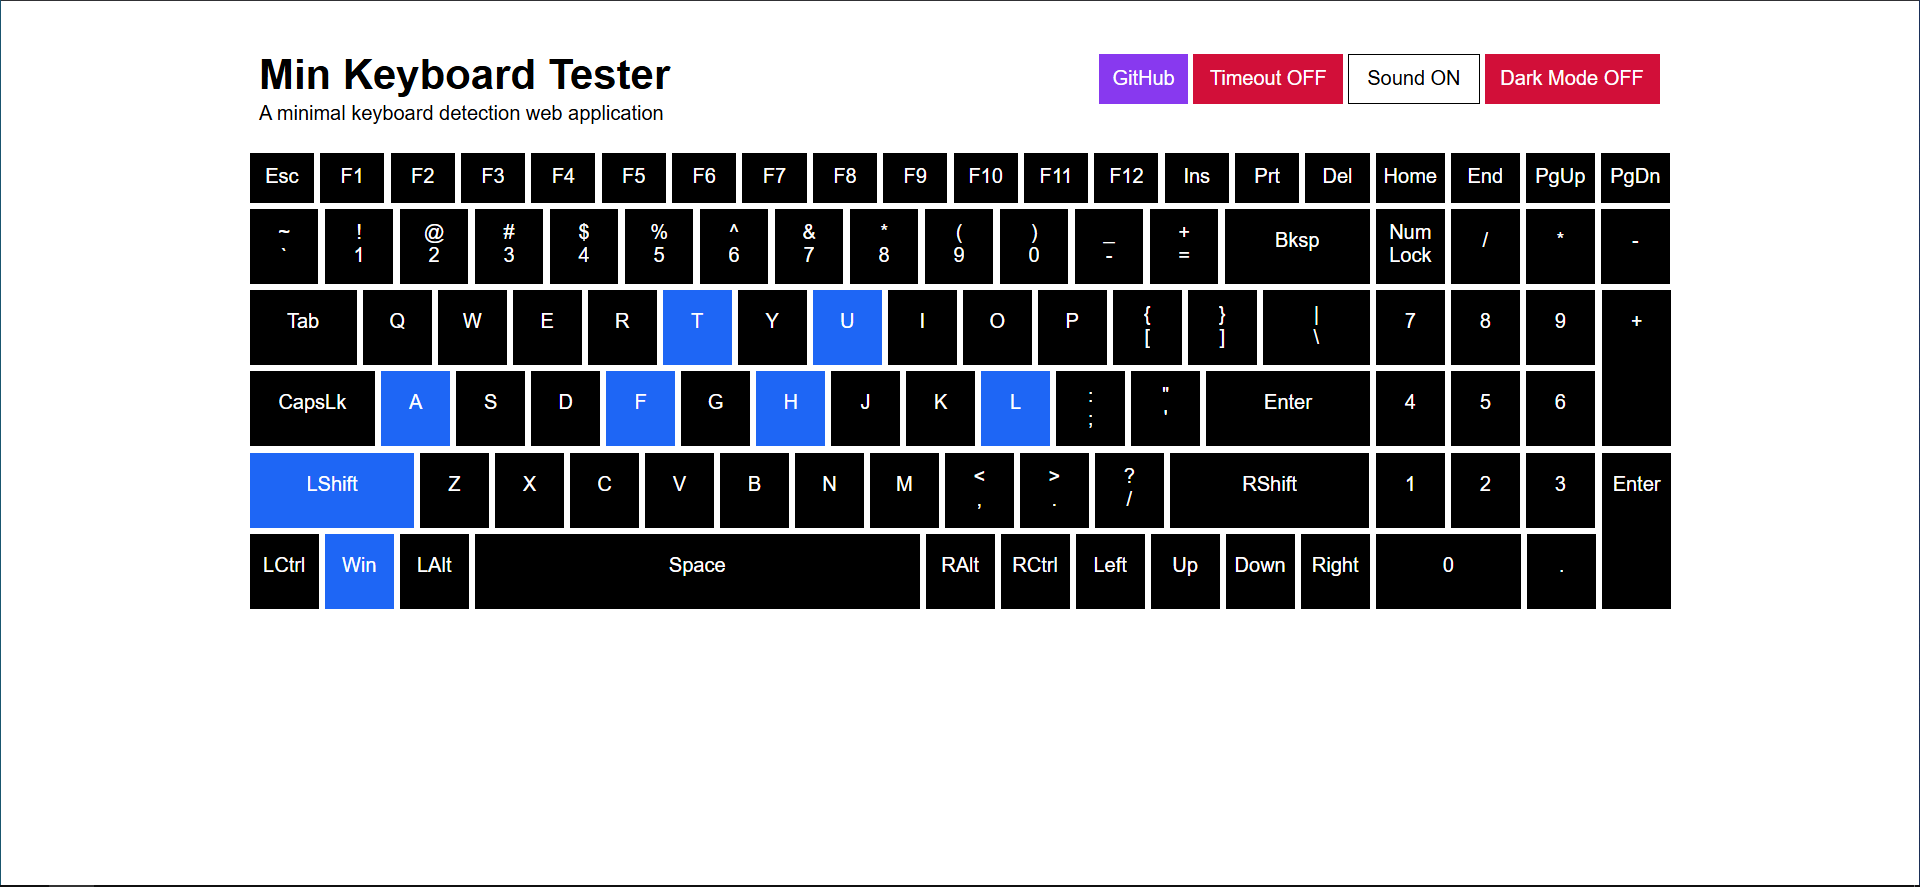 Min Keyboard Tester
A minimal keyboard detection web application
GitHub Timeout OFF Sound ON Dark Mode OFF
Esc F1 F2 F3 F4 F5 F6 F7 F8 F9 F10 F11 F12 Ins Prt Del Home End PgUp PgDn
~ ! @ # $ % ^ & * ( ) _ + Bksp Num Lock / * -
` 1 2 3 4 5 6 7 8 9 0 - =
Tab Q W E R T Y U I O P { } | 7 8 9 +
[ ] \
CapsLk A S D F G H J K L : " Enter 4 5 6
; '
LShift Z X C V B N M < > ? RShift 1 2 3 Enter
, . /
LCtrl Win LAlt Space RAlt RCtrl Left Up Down Right 0 .